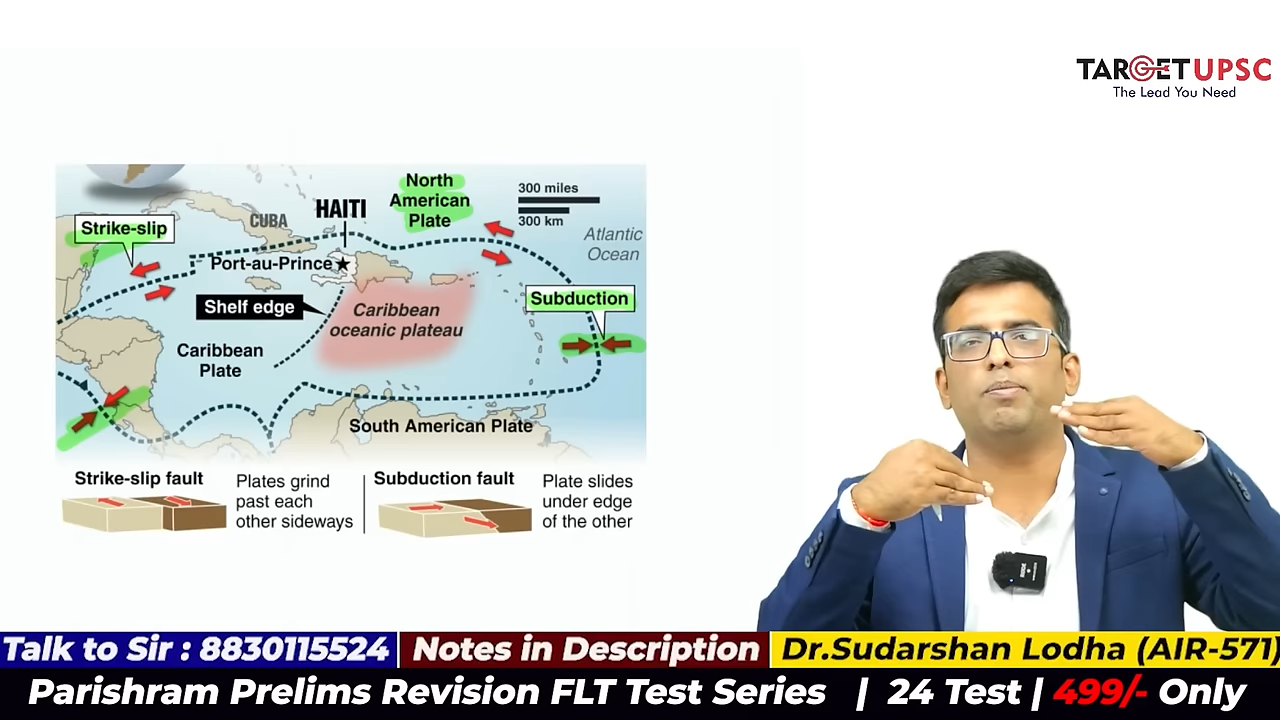 TARGET UPSC
The Lead You Need
North
American
Plate
300 miles
300 km
HAITI
CUBA
Strike-slip
Atlantic
Ocean
Port-au-Prince
Shelf edge
Subduction
Caribbean
oceanic plateau
Caribbean
Plate
South American Plate
Strike-slip fault
Plates grind
past each
other sideways
Subduction fault
Plate slides
under edge
of the other
Talk to Sir : 8830115524
Notes in Description
Dr.Sudarshan Lodha (AIR-571)
Parishram Prelims Revision FLT Test Series | 24 Test | 499/- Only